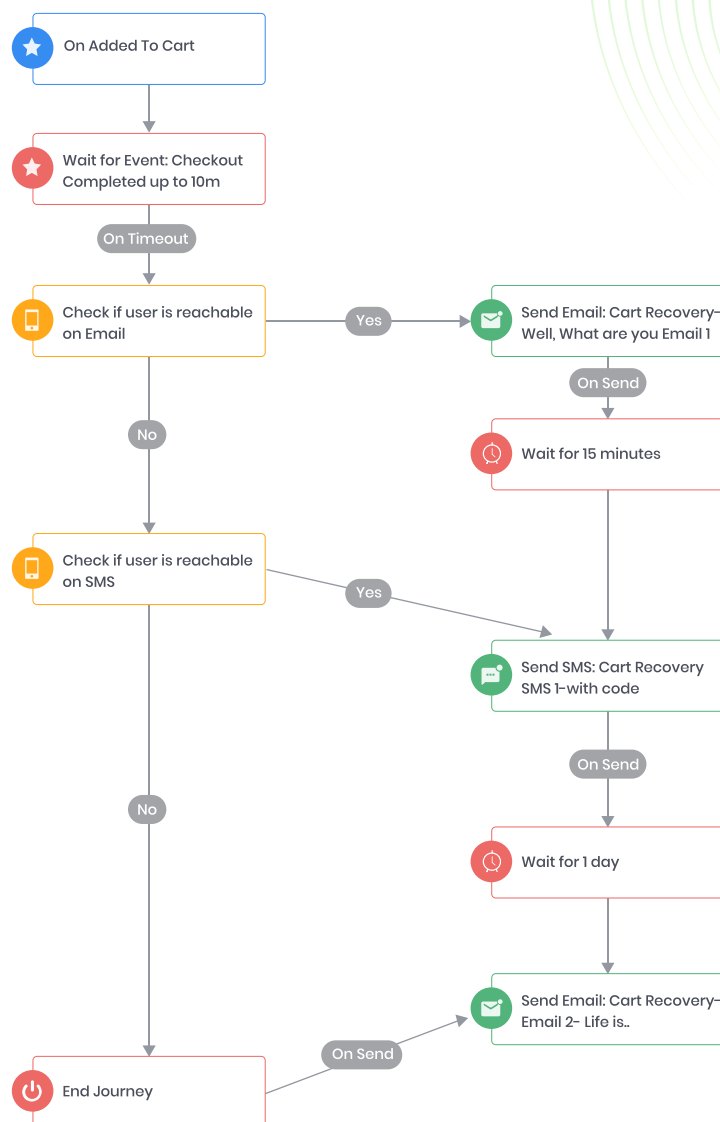 On Added To Cart
Wait for Event: Checkout
Completed up to 10m
On Timeout
Check if user is reachable
on Email
Yes
Send Email: Cart Recovery-
Well, What are you Email 1
On Send
Wait for 15 minutes
No
Check if user is reachable
on SMS
Yes
Send SMS: Cart Recovery
SMS 1-with code
On Send
No
Wait for 1 day
Send Email: Cart Recovery-
Email 2- Life is..
On Send
End Journey